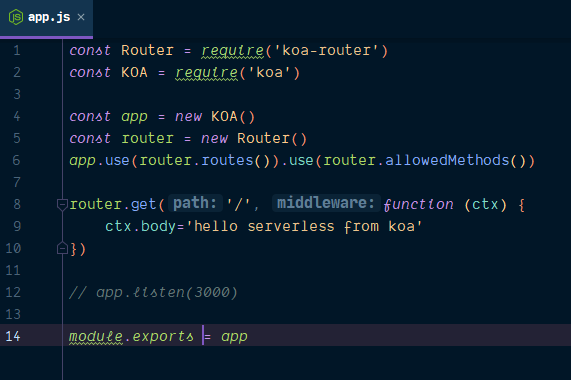 app.js ×
1 const Router = require('koa-router')
2 const KOA = require('koa')
3
4 const app = new KOA()
5 const router = new Router()
6 app.use(router.routes()).use(router.allowedMethods())
7
8 router.get( path: '/', middleware: function (ctx) {
9     ctx.body='hello serverless from koa'
10 })
11
12 // app.listen(3000)
13
14 module.exports = app